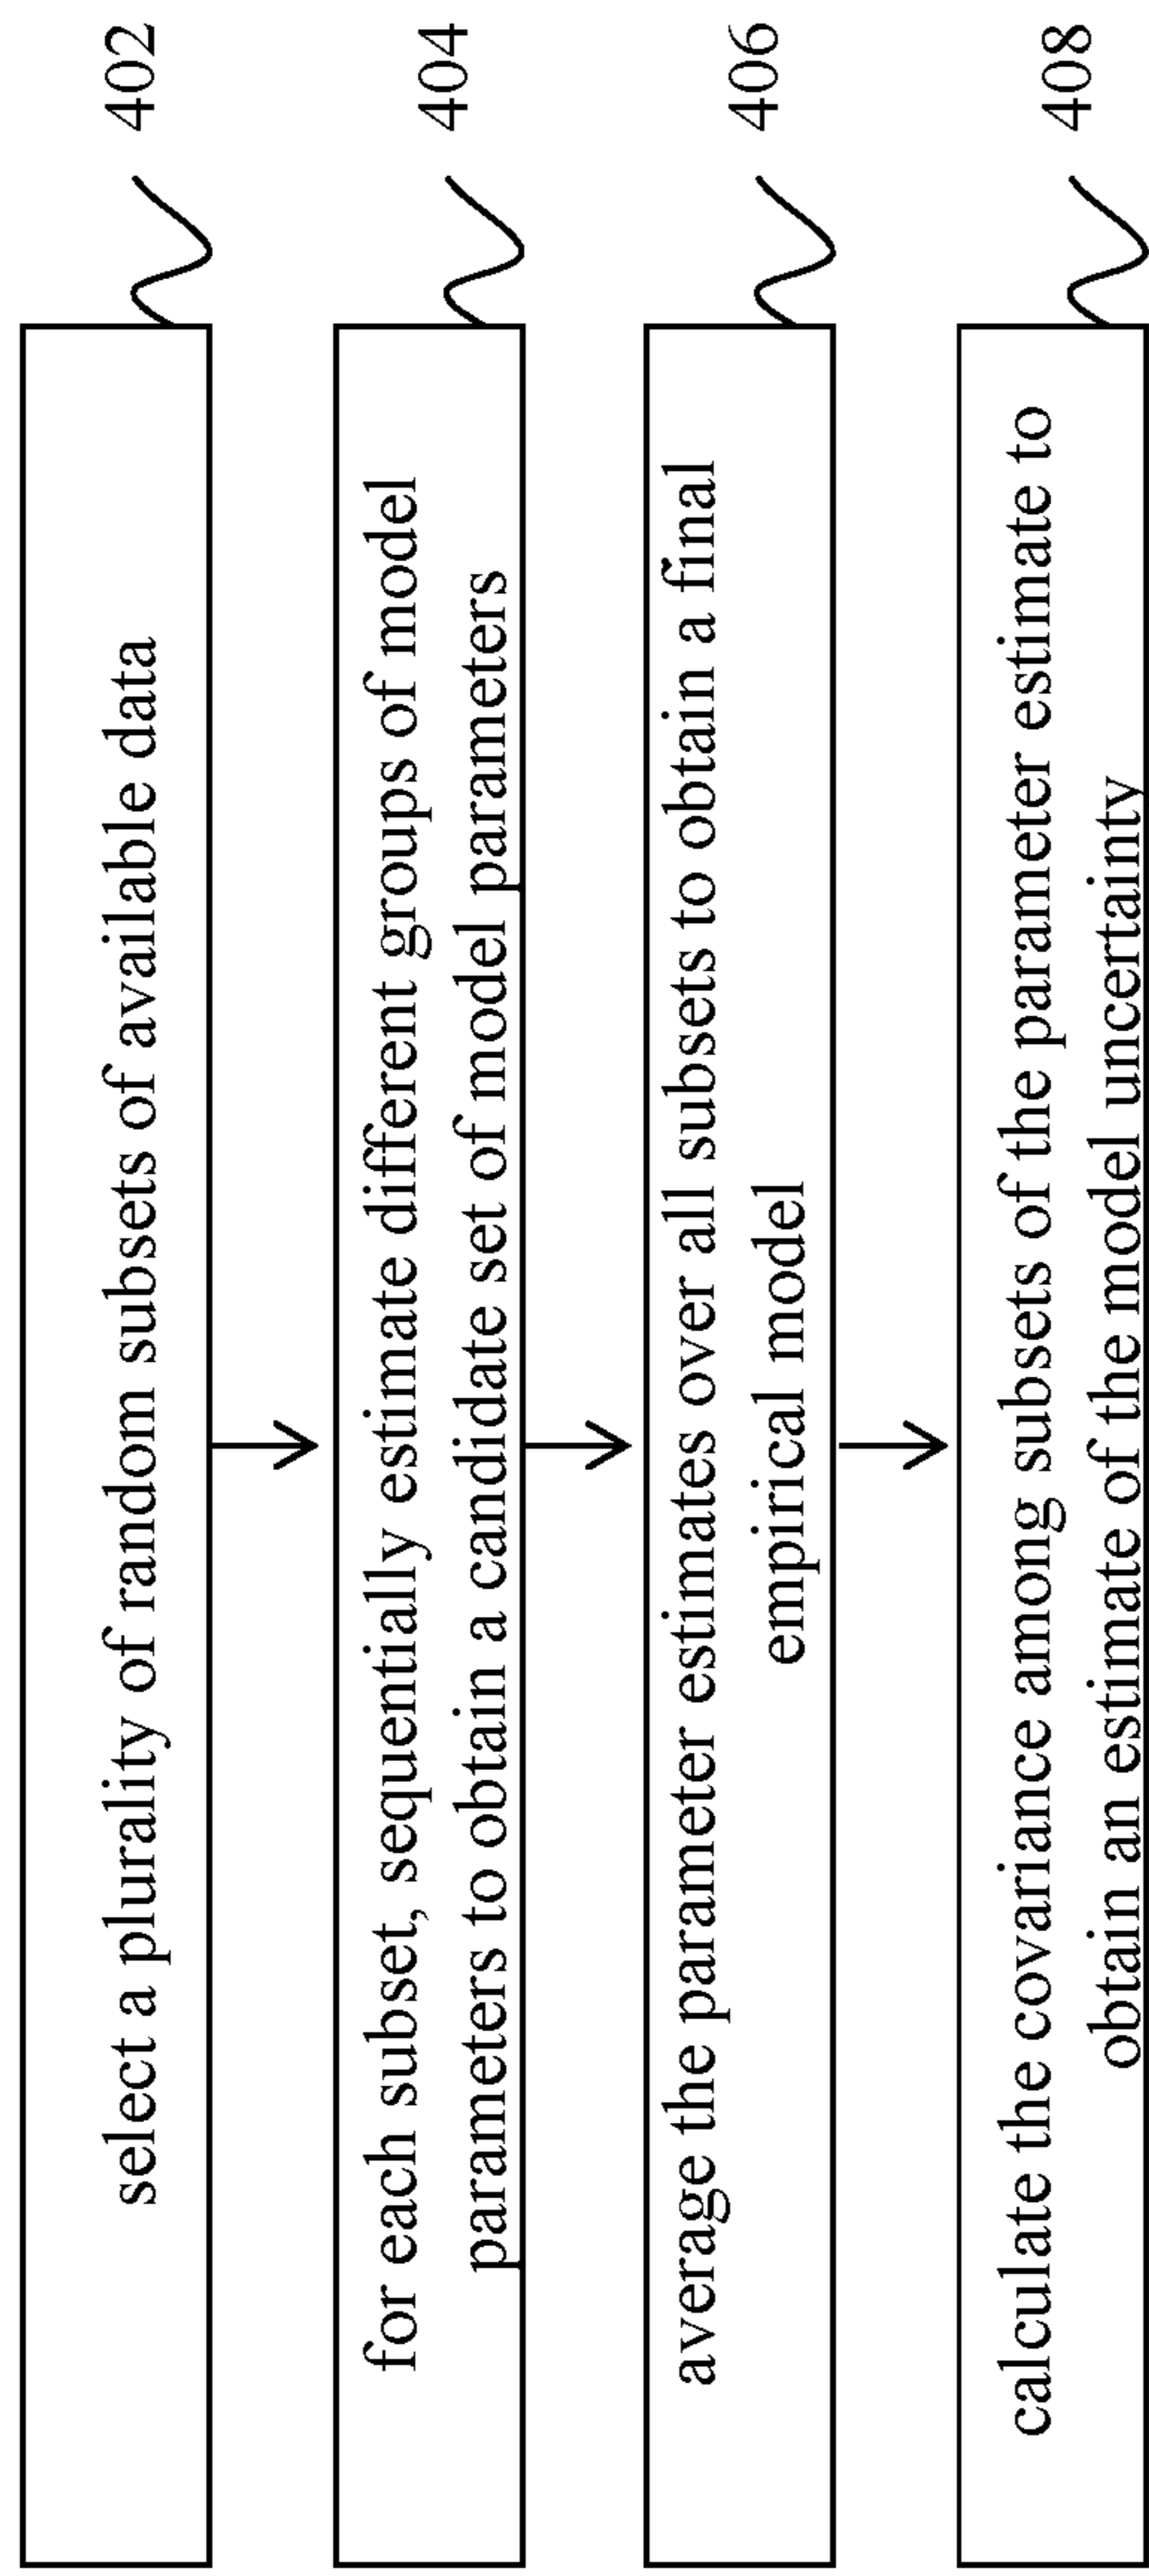 select a plurality of random subsets of available data
402
for each subset, sequentially estimate different groups of model
parameters to obtain a candidate set of model parameters
404
average the parameter estimates over all subsets to obtain a final
empirical model
406
calculate the covariance among subsets of the parameter estimate to
obtain an estimate of the model uncertainty
408